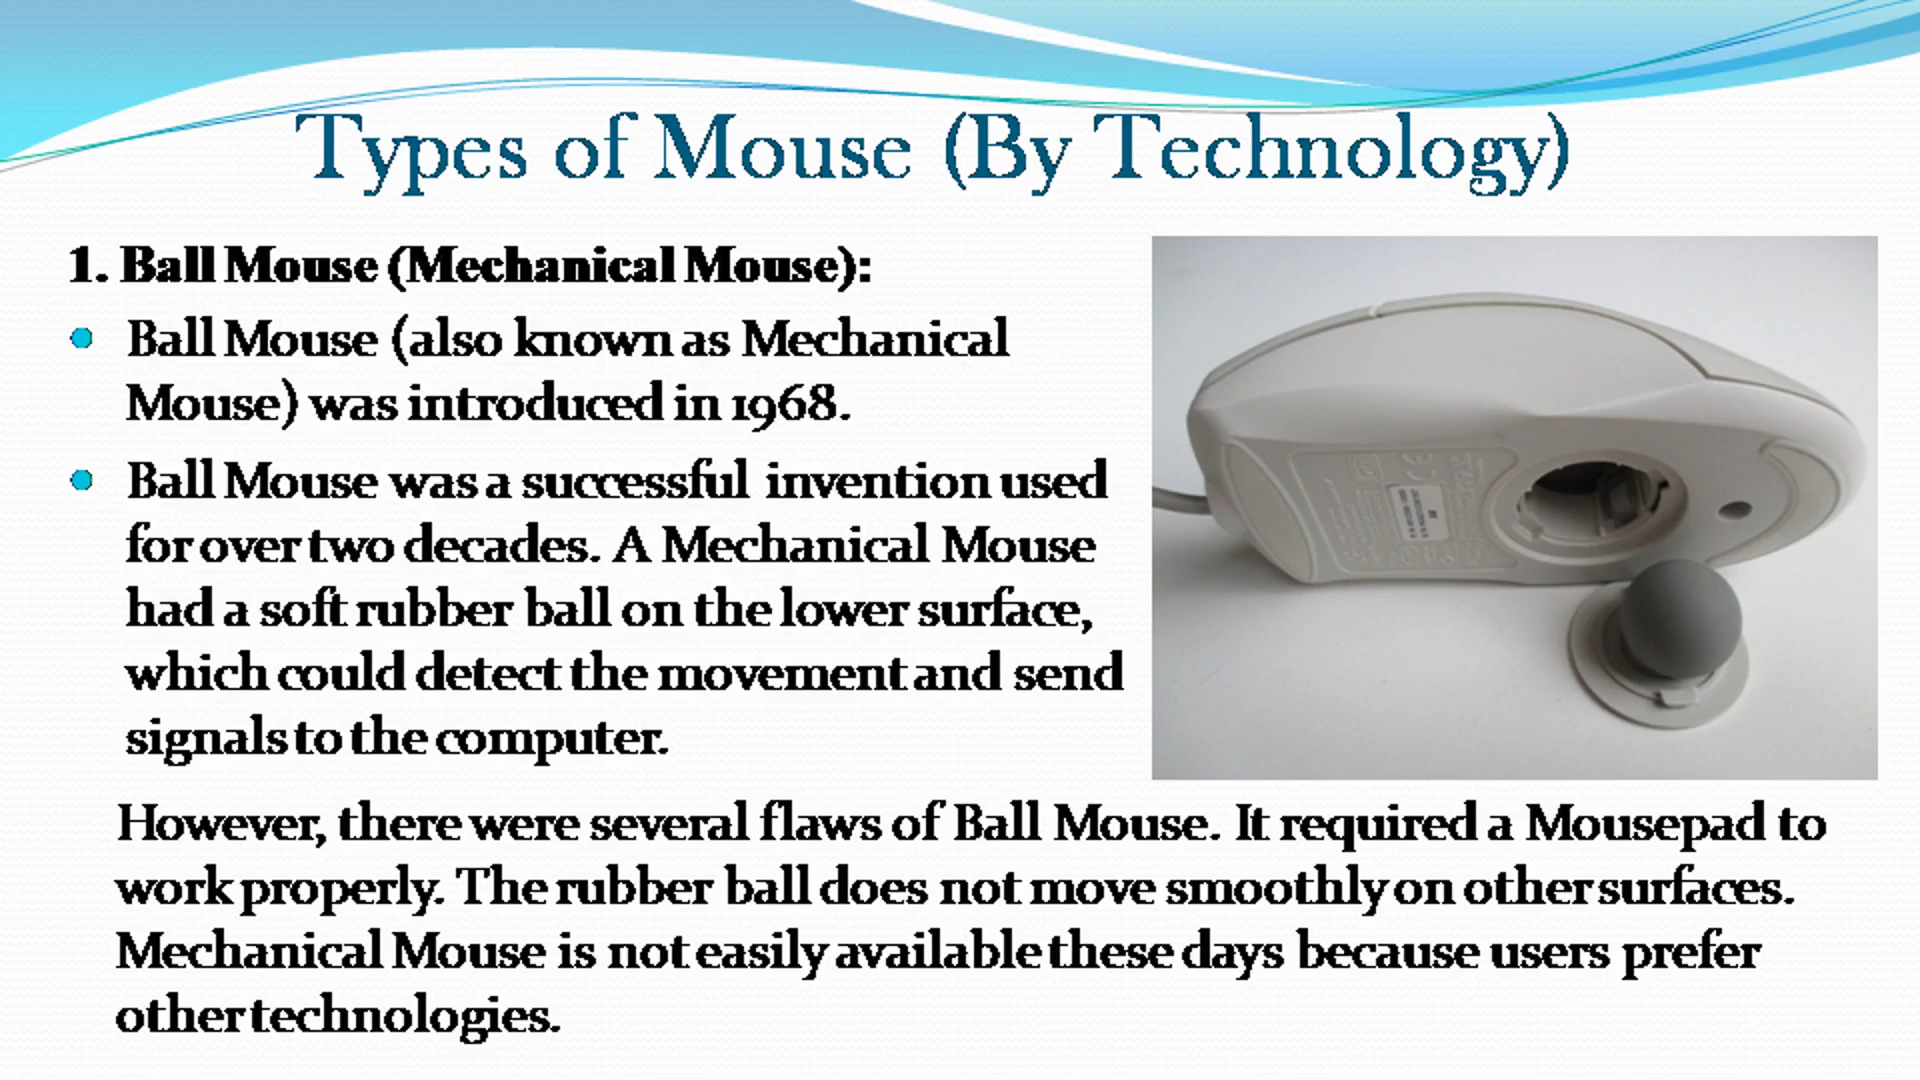 Types of Mouse (By Technology)
1. Ball Mouse (Mechanical Mouse):
Ball Mouse (also known as Mechanical
Mouse) was introduced in 1968.
Ball Mouse was a successful invention used
for over two decades. A Mechanical Mouse
had a soft rubber ball on the lower surface,
which could detect the movement and send
signals to the computer.
However, there were several flaws of Ball Mouse. It required a Mousepad to
work properly. The rubber ball does not move smoothly on other surfaces.
Mechanical Mouse is not easily available these days because users prefer
other technologies.